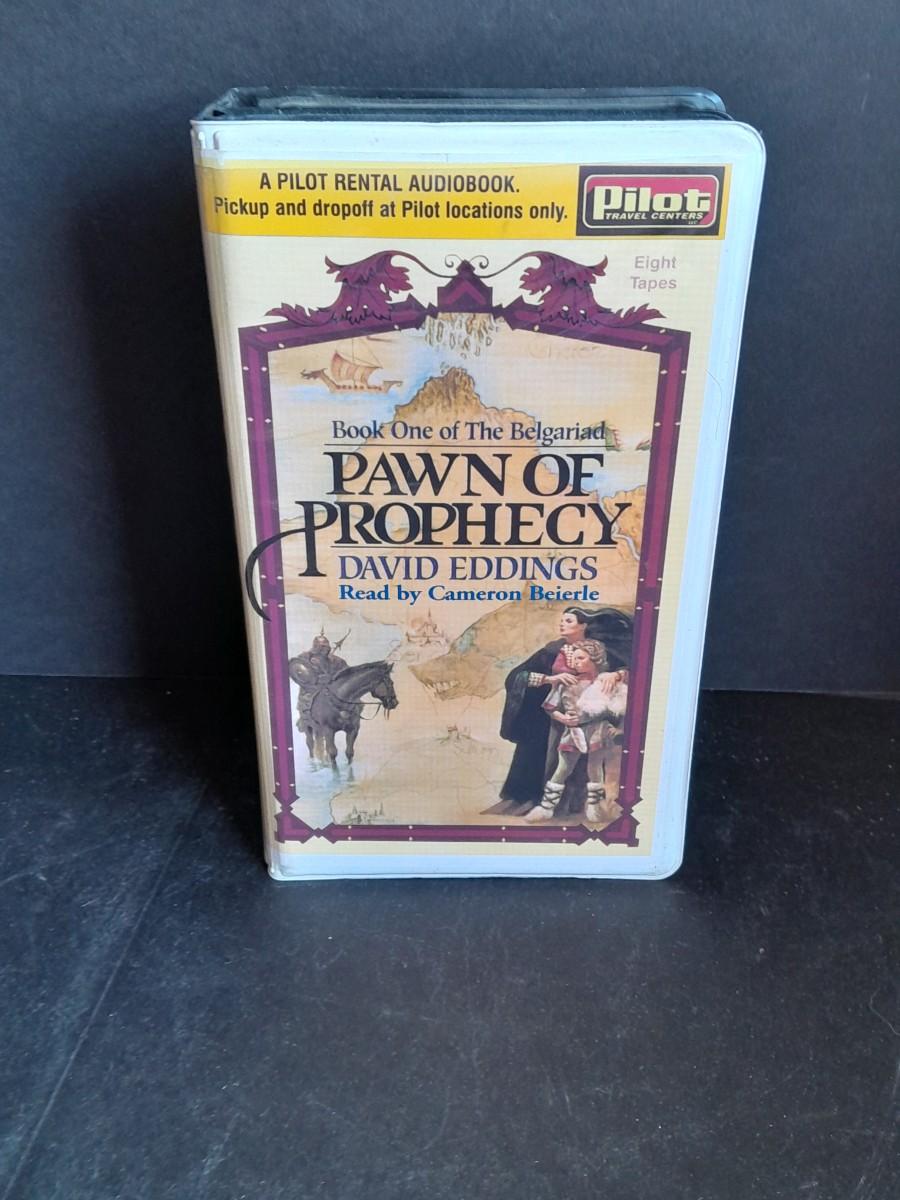 A PILOT RENTAL AUDIOBOOK.
Pickup and dropoff at Pilot locations only.
Pilot
TRAVEL CENTERS
LLC
Eight
Tapes
Book One of The Belgariad
PAWN OF
PROPHECY
DAVID EDDINGS
Read by Cameron Beierle